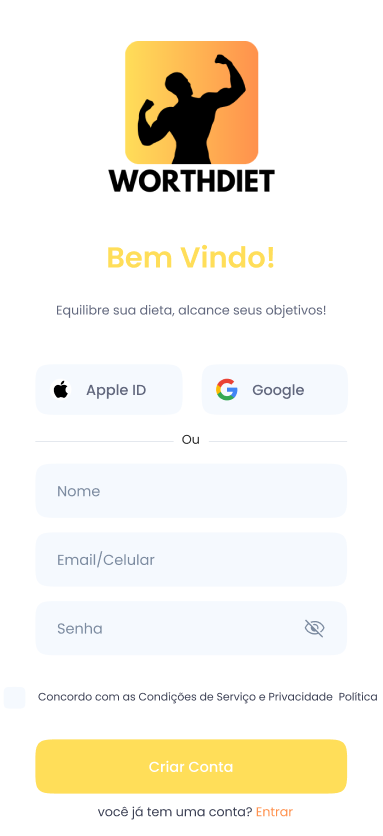 WORTHDIET
Bem Vindo!
Equilibre sua dieta, alcance seus objetivos!
Apple ID
Google
Ou
Nome
Email/Celular
Senha
Concordo com as Condições de Serviço e Privacidade Política
Criar Conta
você já tem uma conta? Entrar